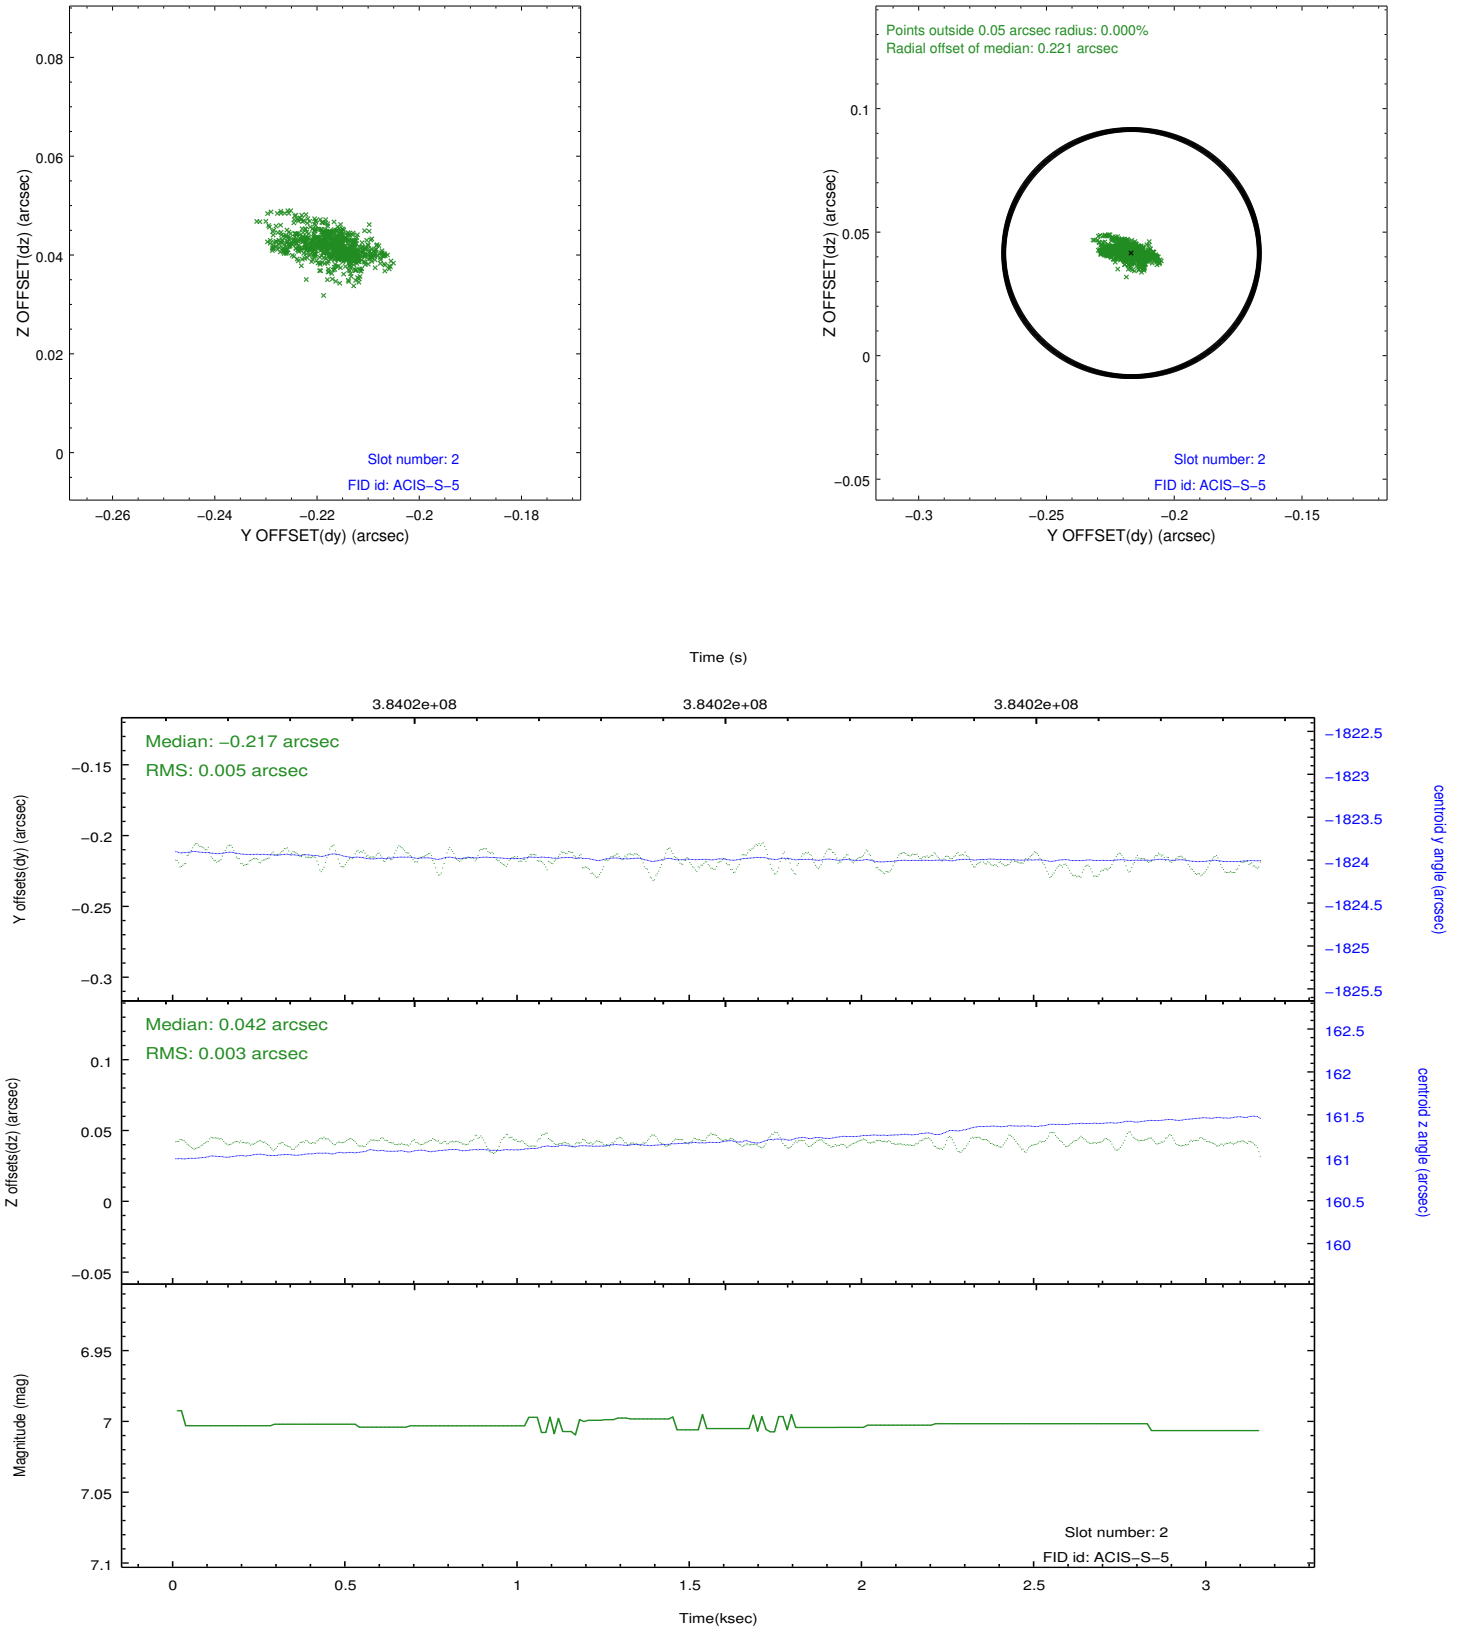 0.08
0.06
0.04
0.02
0
Z OFFSET(dz) (arcsec)
Slot number: 2
FID id: ACIS−S−5
−0.26 −0.24 −0.22 −0.2 −0.18
Y OFFSET(dy) (arcsec)
Points outside 0.05 arcsec radius: 0.000%
Radial offset of median: 0.221 arcsec
0.1
0.05
0
−0.05
Z OFFSET(dz) (arcsec)
Slot number: 2
FID id: ACIS−S−5
−0.3 −0.25 −0.2 −0.15
Y OFFSET(dy) (arcsec)
Time (s)
3.8402e+08 3.8402e+08 3.8402e+08
Median: −0.217 arcsec
RMS: 0.005 arcsec
−0.15
−0.2
−0.25
−0.3
Y offsets(dy) (arcsec)
−1822.5
−1823
−1823.5
−1824
−1824.5
−1825
−1825.5
centroid y angle (arcsec)
Median: 0.042 arcsec
RMS: 0.003 arcsec
0.1
0.05
0
−0.05
Z offsets(dz) (arcsec)
162.5
162
161.5
161
160.5
160
centroid z angle (arcsec)
6.95
7
7.05
7.1
Magnitude (mag)
Slot number: 2
FID id: ACIS−S−5
0 0.5 1 1.5 2 2.5 3
Time(ksec)